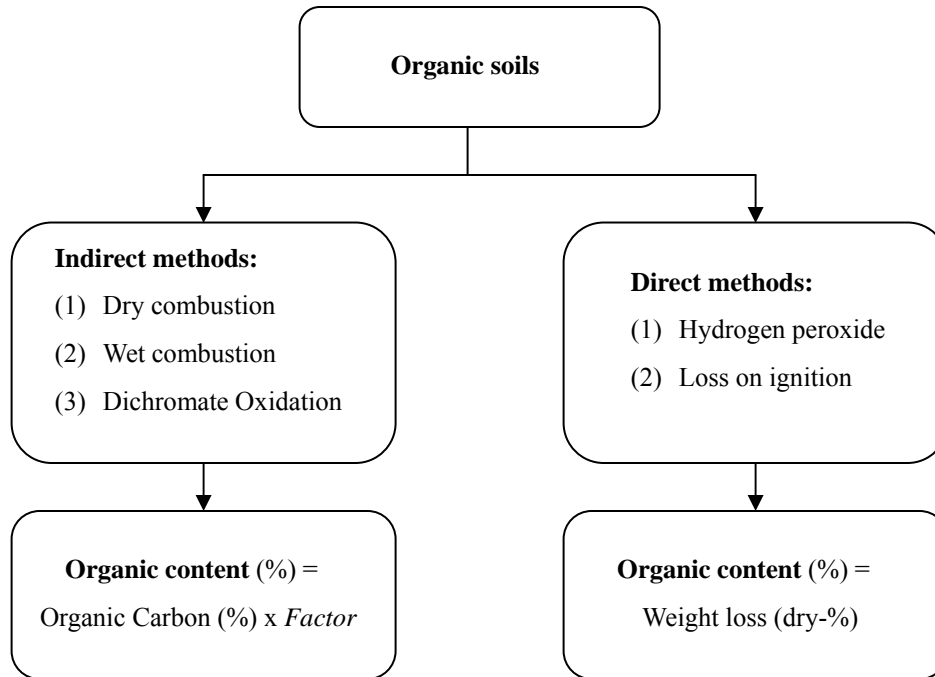 Organic soils
Indirect methods:
(1) Dry combustion
(2) Wet combustion
(3) Dichromate Oxidation
Direct methods:
(1) Hydrogen peroxide
(2) Loss on ignition
Organic content (%) =
Organic Carbon (%) x Factor
Organic content (%) =
Weight loss (dry-%)